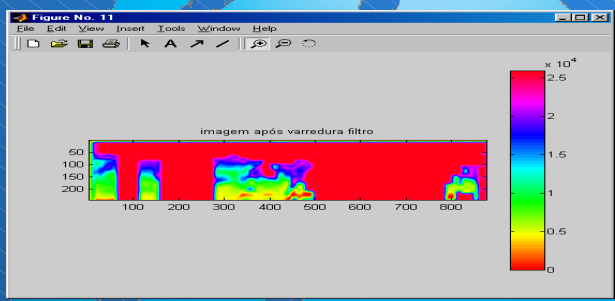 Figure No. 11
File Edit View Insert Tools Window Help
imagem após varredura filtro
x 10^4
2.5
2
1.5
1
0.5
0
50
100
150
200
100 200 300 400 500 600 700 800